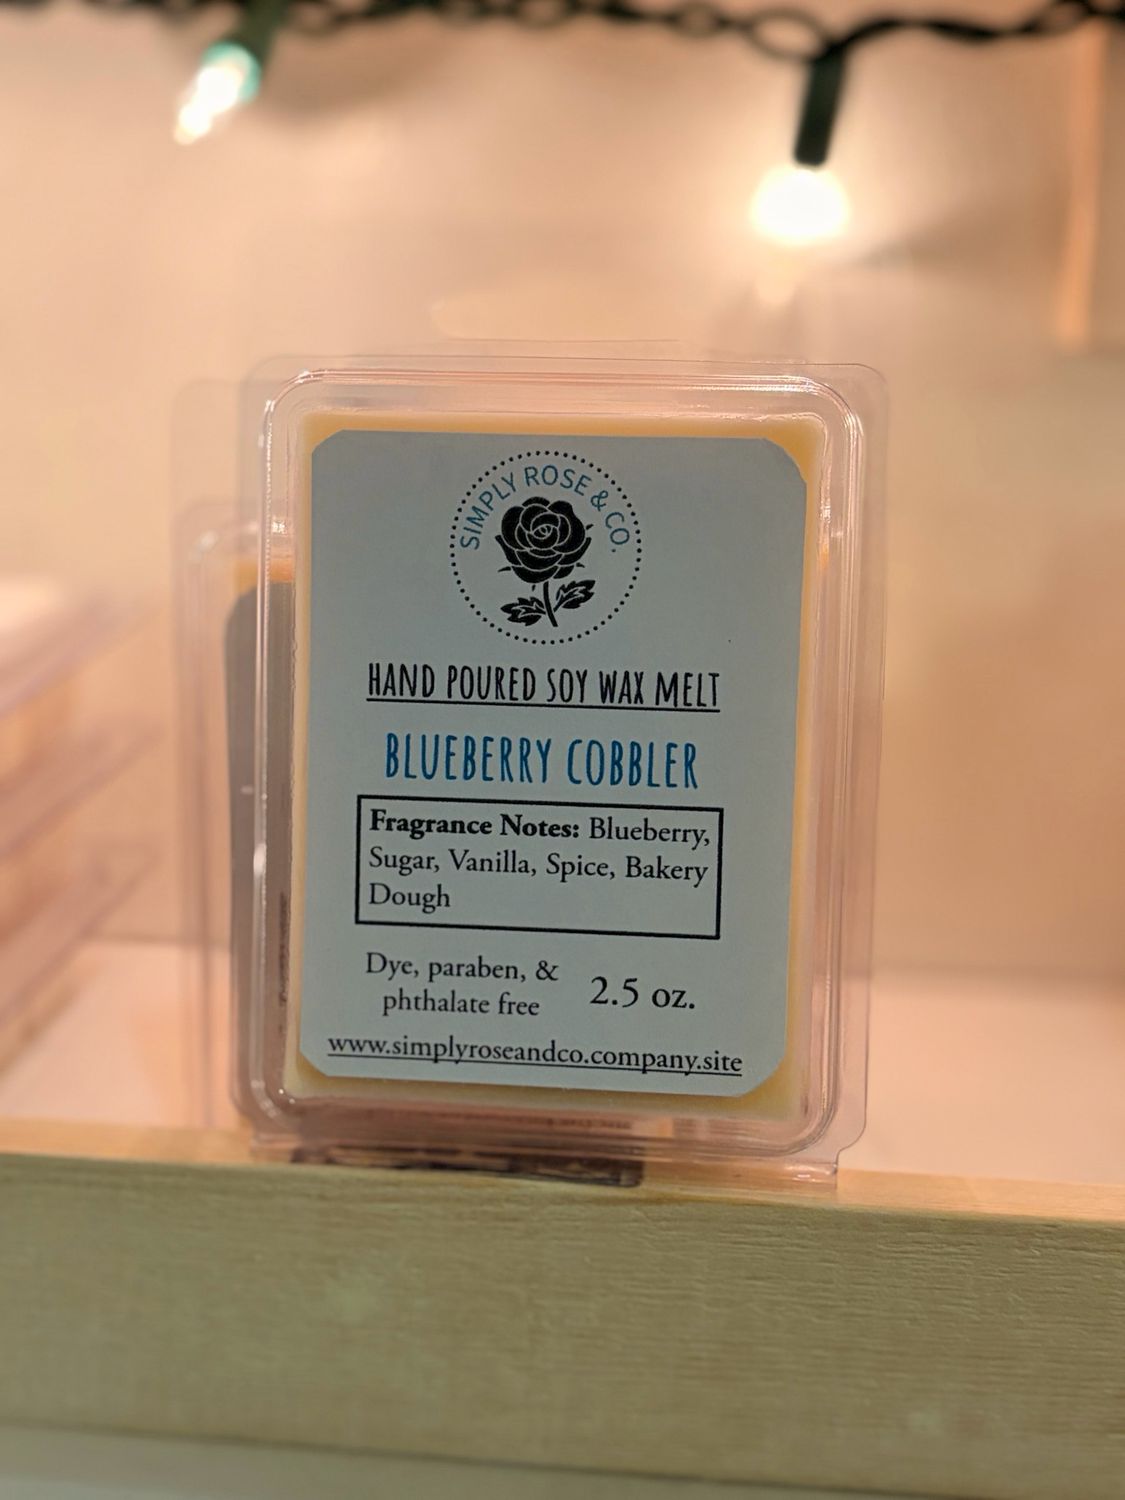 SIMPLY ROSE & CO.
HAND POURED SOY WAX MELT
BLUEBERRY COBBLER
Fragrance Notes: Blueberry,
Sugar, Vanilla, Spice, Bakery
Dough
Dye, paraben, &
phthalate free
2.5 oz.
www.simplyroseandco.company.site